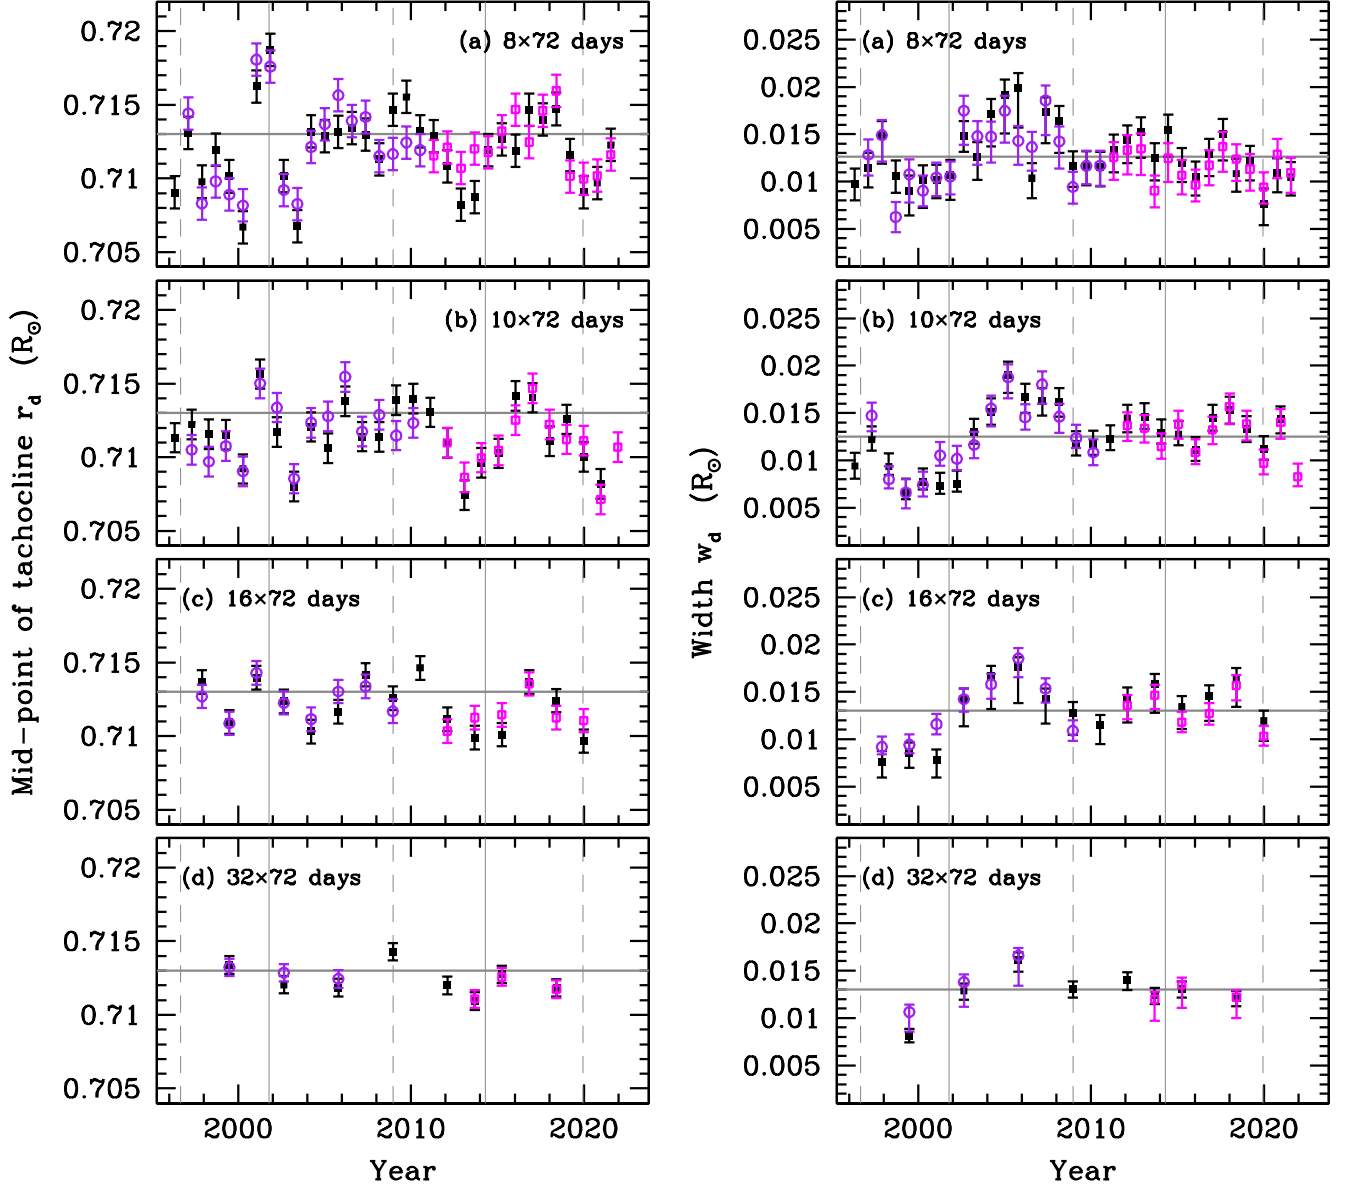 Mid-point of tachocline r_d (R_⊙)
0.72
0.715
0.71
0.705
(a) 8×72 days
0.72
0.715
0.71
0.705
(b) 10×72 days
0.72
0.715
0.71
0.705
(c) 16×72 days
0.72
0.715
0.71
0.705
(d) 32×72 days
2000 2010 2020
Year
Width w_d (R_⊙)
0.025
0.02
0.015
0.01
0.005
(a) 8×72 days
0.025
0.02
0.015
0.01
0.005
(b) 10×72 days
0.025
0.02
0.015
0.01
0.005
(c) 16×72 days
0.025
0.02
0.015
0.01
0.005
(d) 32×72 days
2000 2010 2020
Year